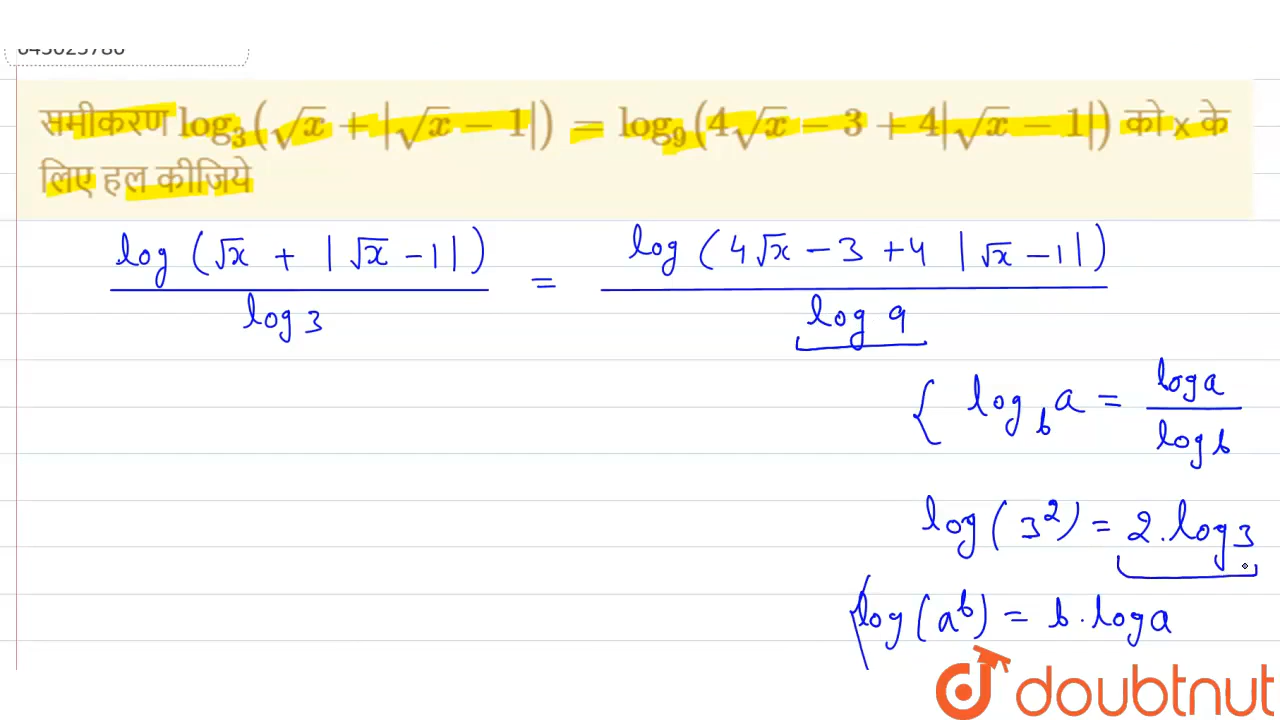 समीकरण log₃(√x + |√x − 1|) = log₉(4√x − 3 + 4|√x − 1|) को x के
लिए हल कीजिये
log (√x + |√x − 1|) / log 3 = log (4√x − 3 + 4 |√x − 1|) / log 9
{ log_b a = log a / log b
log (3²) = 2 . log 3
log (aᵇ) = b . log a
doubtnut